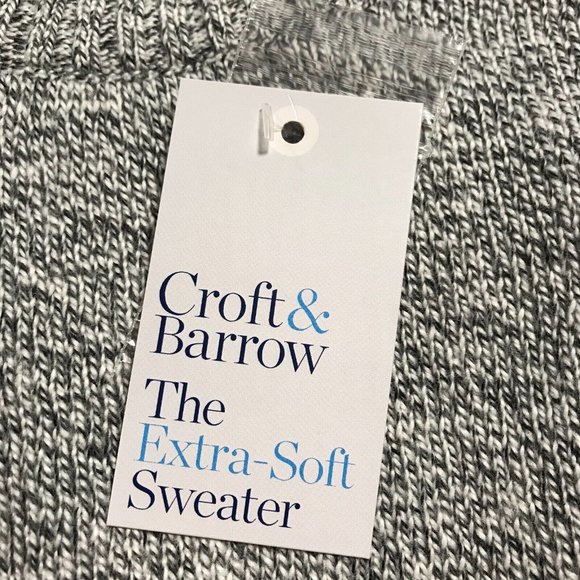 Croft&
Barrow
The
Extra-Soft
Sweater